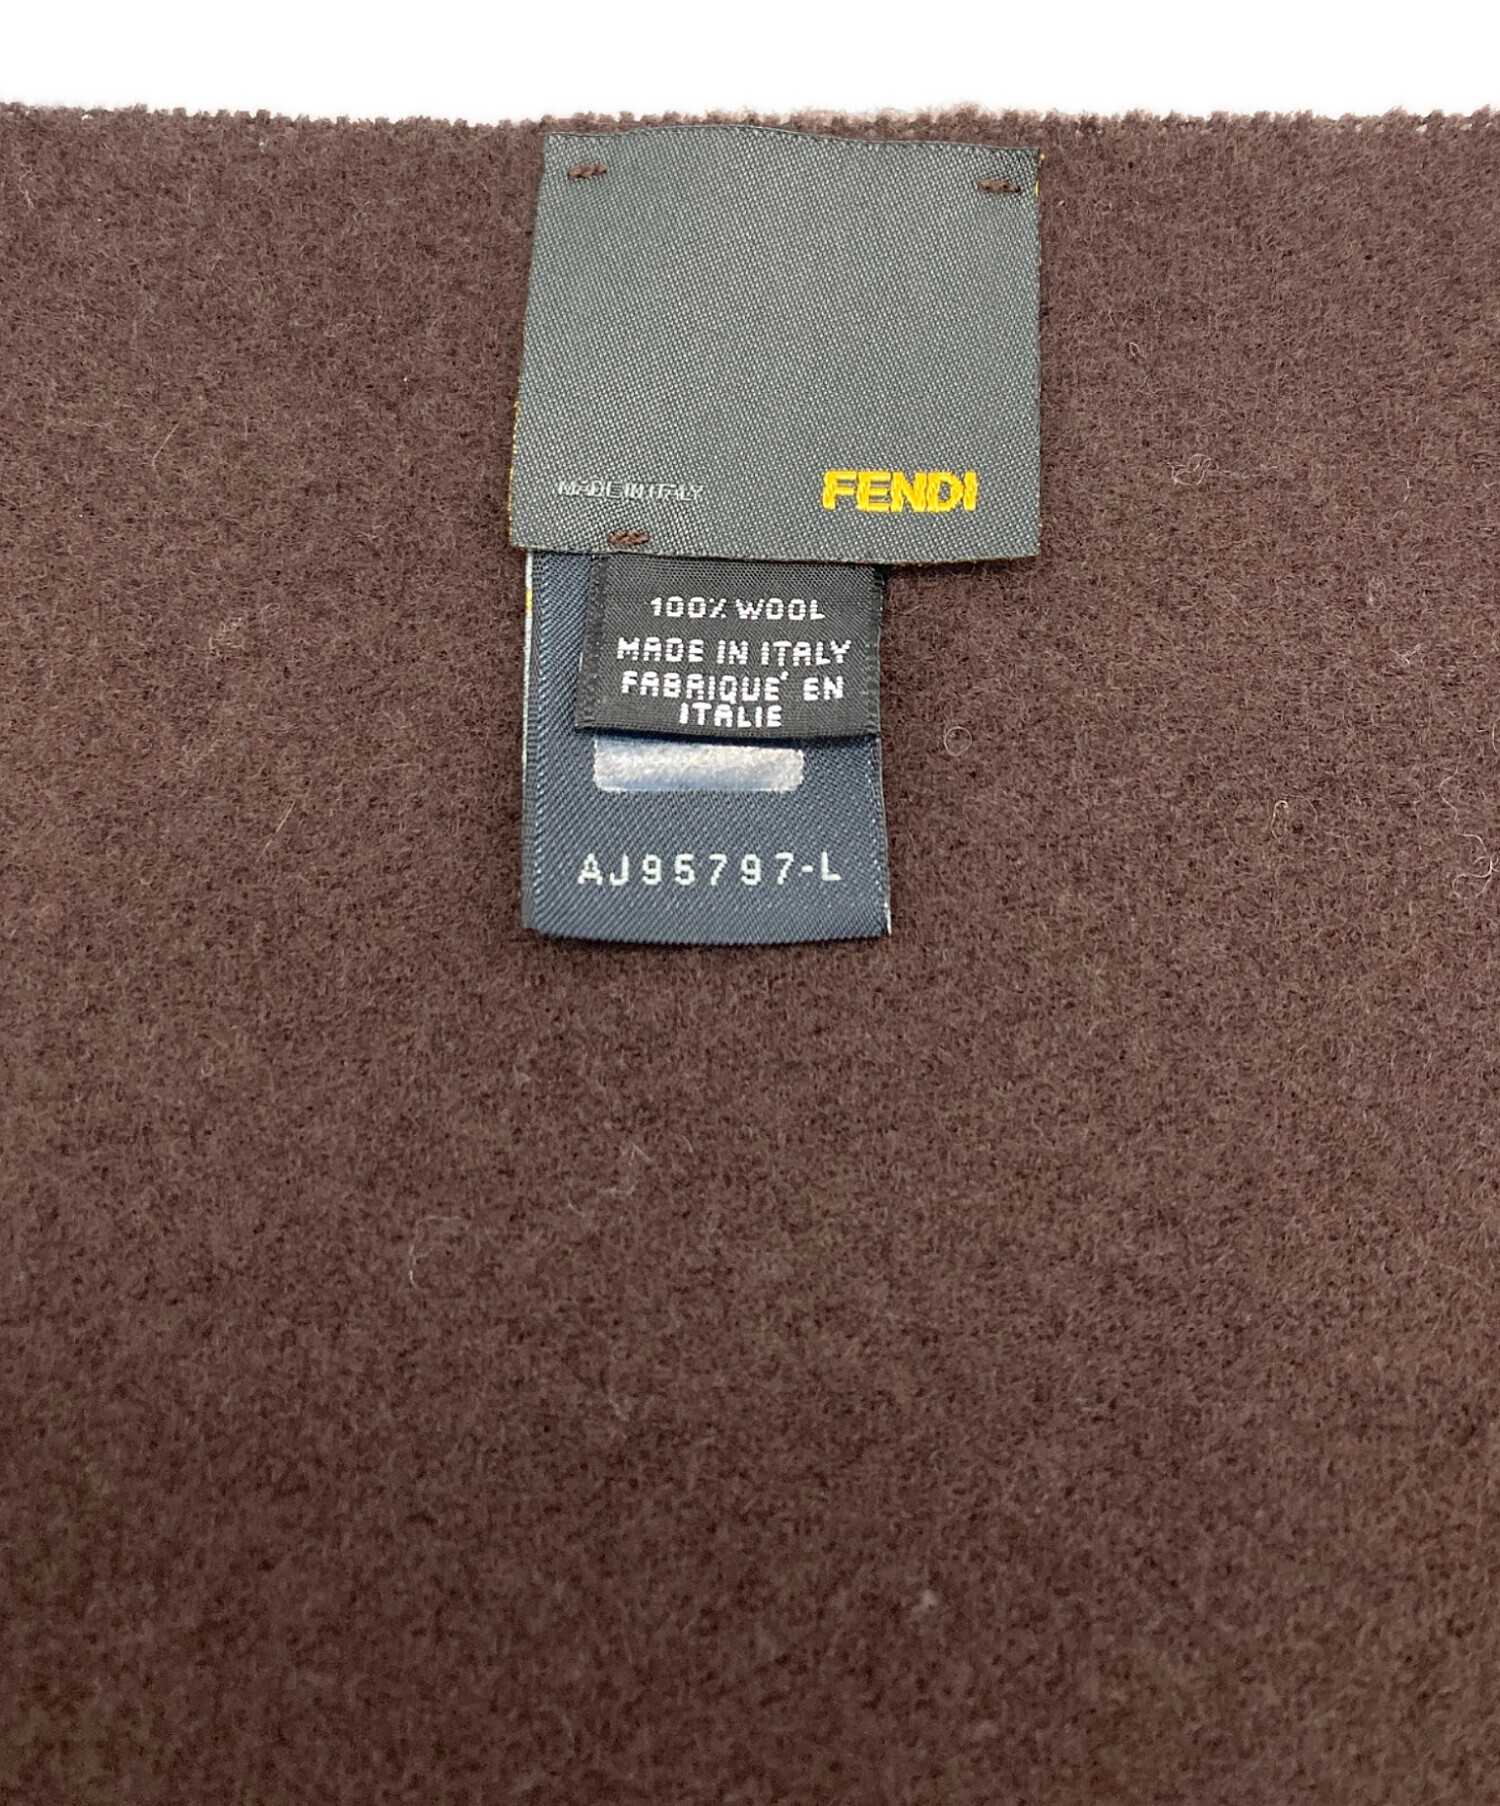 MADE IN ITALY FENDI
100% WOOL
MADE IN ITALY
FABRIQUE' EN
ITALIE
AJ95797-L